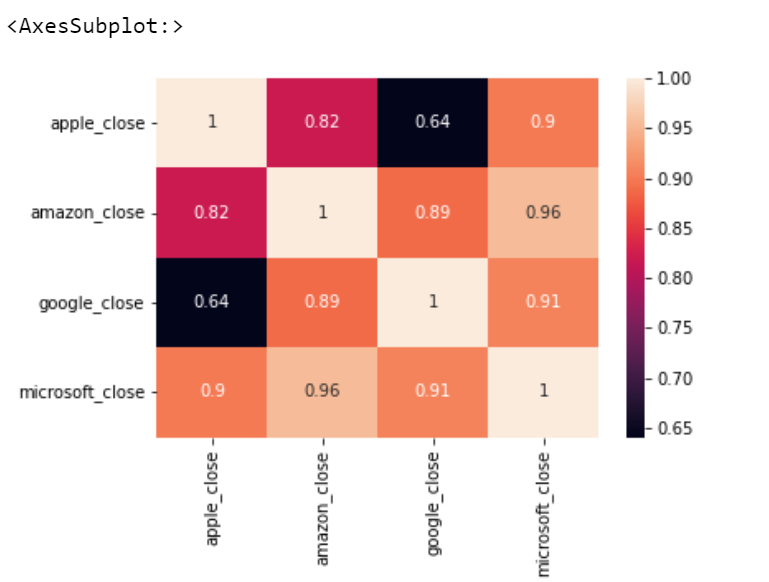 <AxesSubplot:>
1.00
apple_close 1 0.82 0.64 0.9
0.95
0.90
amazon_close 0.82 1 0.89 0.96
0.85
0.80
google_close 0.64 0.89 1 0.91
0.75
0.70
microsoft_close 0.9 0.96 0.91 1
0.65
apple_close
amazon_close
google_close
microsoft_close